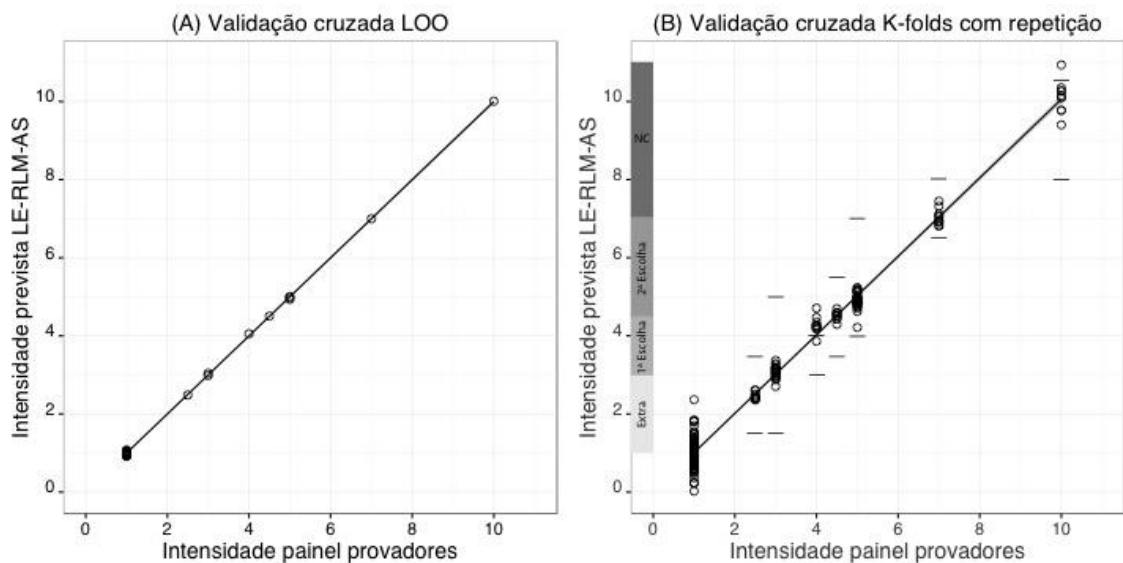 (A) Validação cruzada LOO
Intensidade prevista LE-RLM-AS
10
8
6
4
2
0
0 2 4 6 8 10
Intensidade painel provadores
(B) Validação cruzada K-folds com repetição
Intensidade prevista LE-RLM-AS
10
8
6
4
2
0
NC
2ª Escolha
1ª Escolha
Extra
0 2 4 6 8 10
Intensidade painel provadores